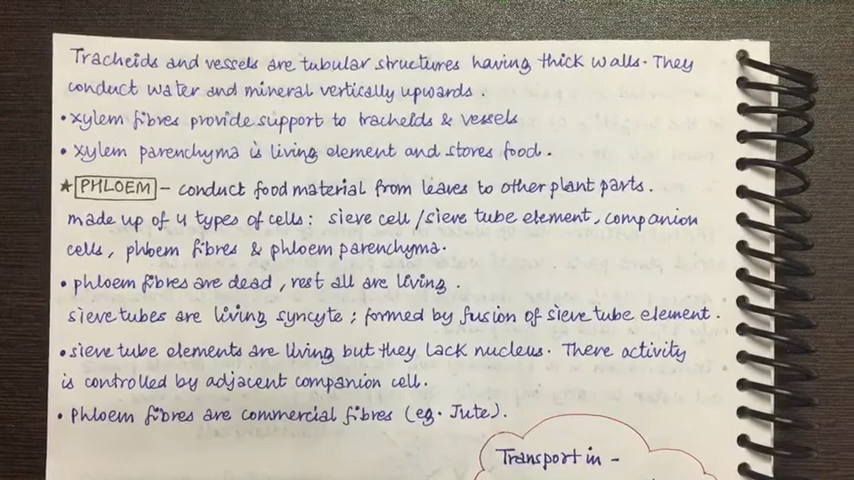 Tracheids and vessels are tubular structures having thick walls. They
conduct water and mineral vertically upwards.
• xylem fibres provide support to tracheids & vessels
• xylem parenchyma is living element and stores food.
★ PHLOEM - conduct food material from leaves to other plant parts.
made up of 4 types of cells: sieve cell/sieve tube element, companion
cells, phloem fibres & phloem parenchyma.
• phloem fibres are dead, rest all are living.
sieve tubes are living syncyte; formed by fusion of sieve tube element.
• sieve tube elements are living but they lack nucleus. There activity
is controlled by adjacent companion cell.
• Phloem fibres are commercial fibres (eg. Jute).
Transport in -